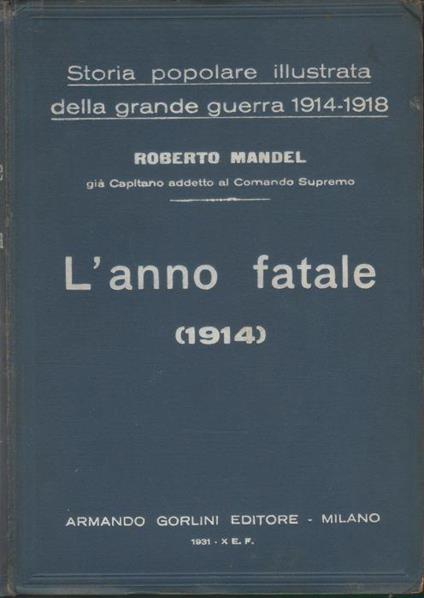 Storia popolare illustrata
della grande guerra 1914-1918
ROBERTO MANDEL
già Capitano addetto al Comando Supremo
L'anno fatale
(1914)
ARMANDO GORLINI EDITORE - MILANO
1931 - X E. F.